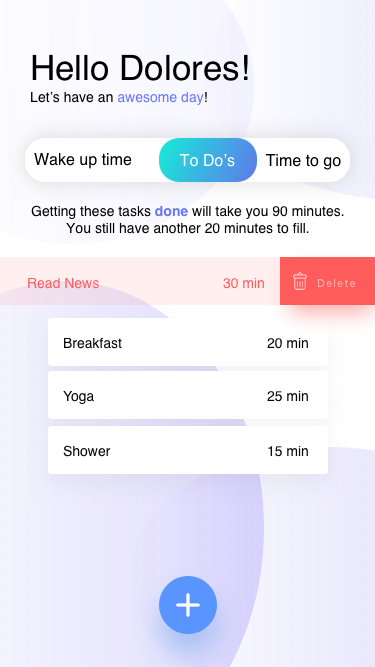 Hello Dolores!
Let's have an awesome day!
Wake up time To Do's Time to go
Getting these tasks done will take you 90 minutes.
You still have another 20 minutes to fill.
Read News 30 min Delete
Breakfast 20 min
Yoga 25 min
Shower 15 min